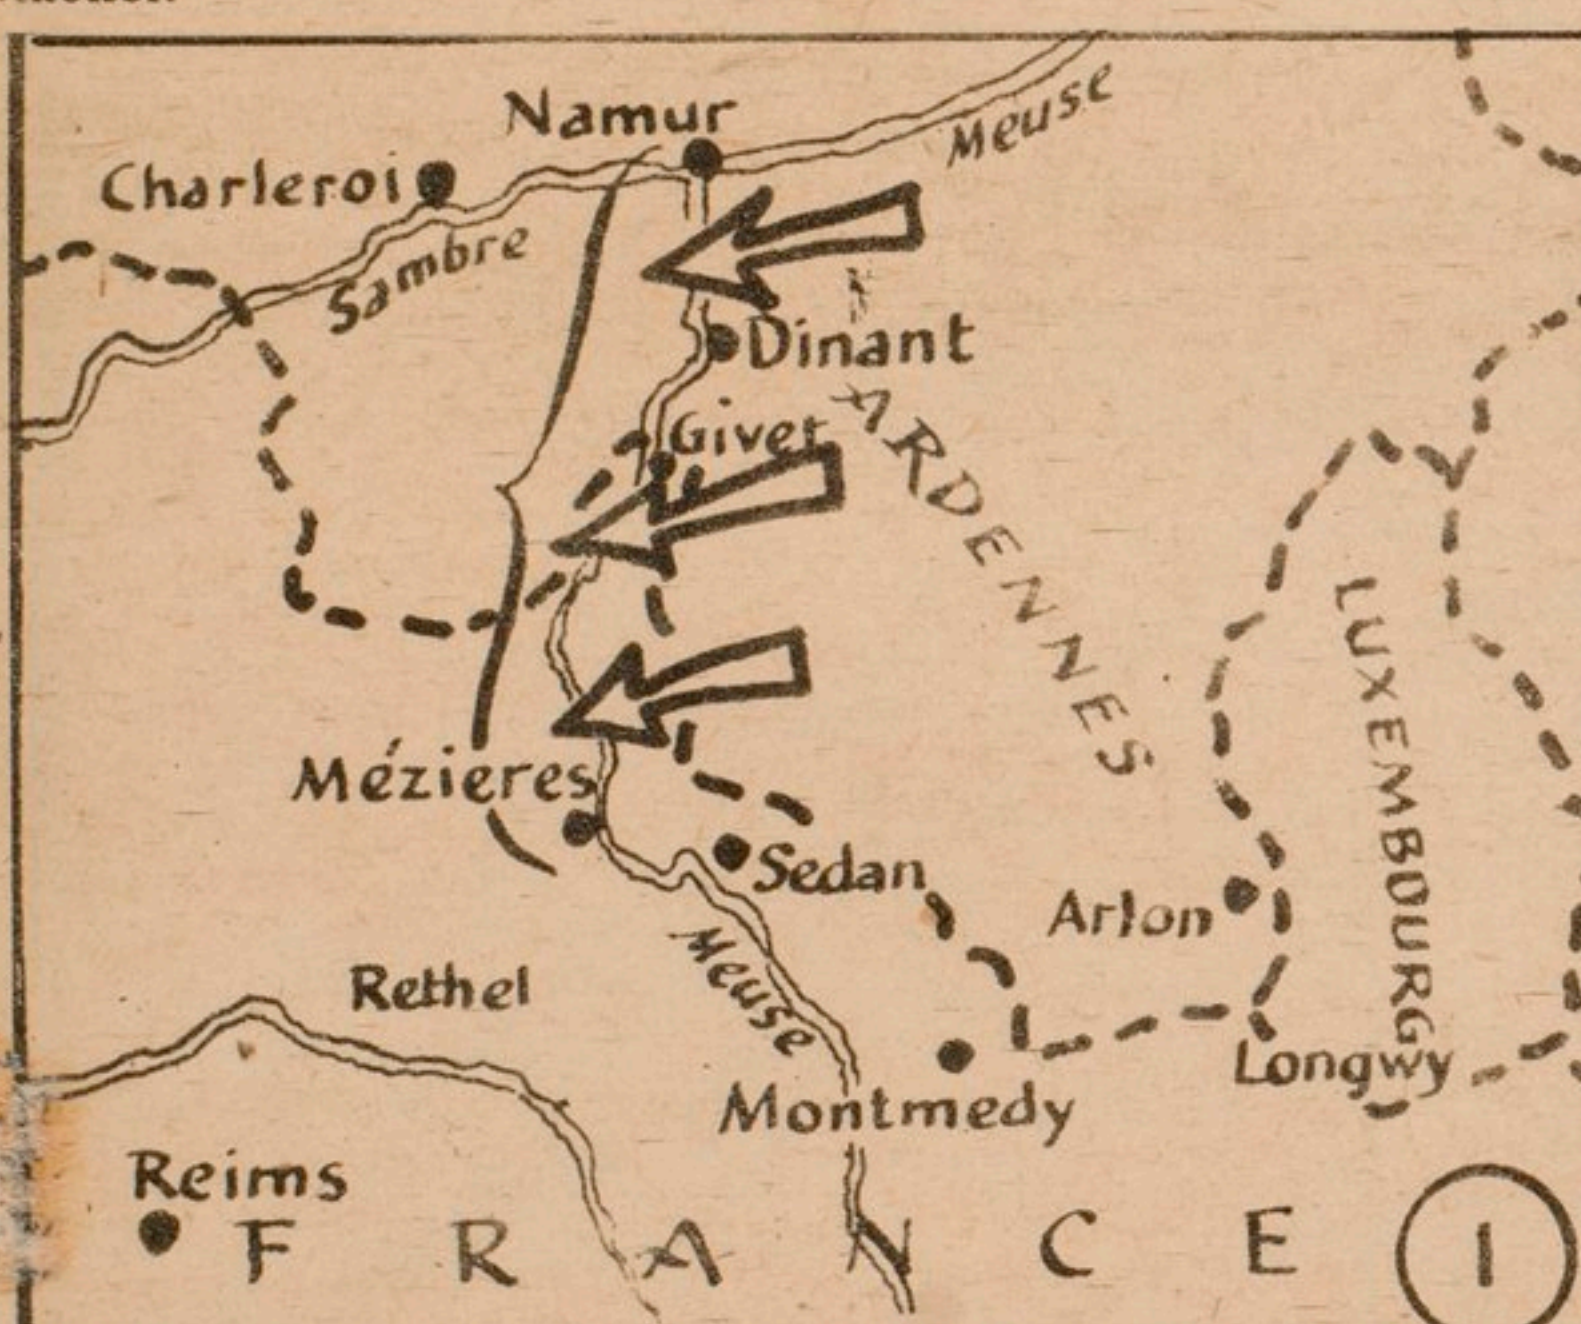 Namur
Meuse
Charleroi
Sambre
Dinant
Givet
ARDENNES
LUXEMBOURG
Mézieres
Sedan
Arlon
Meuse
Rethel
Longwy
Montmedy
Reims
FRANCE
1